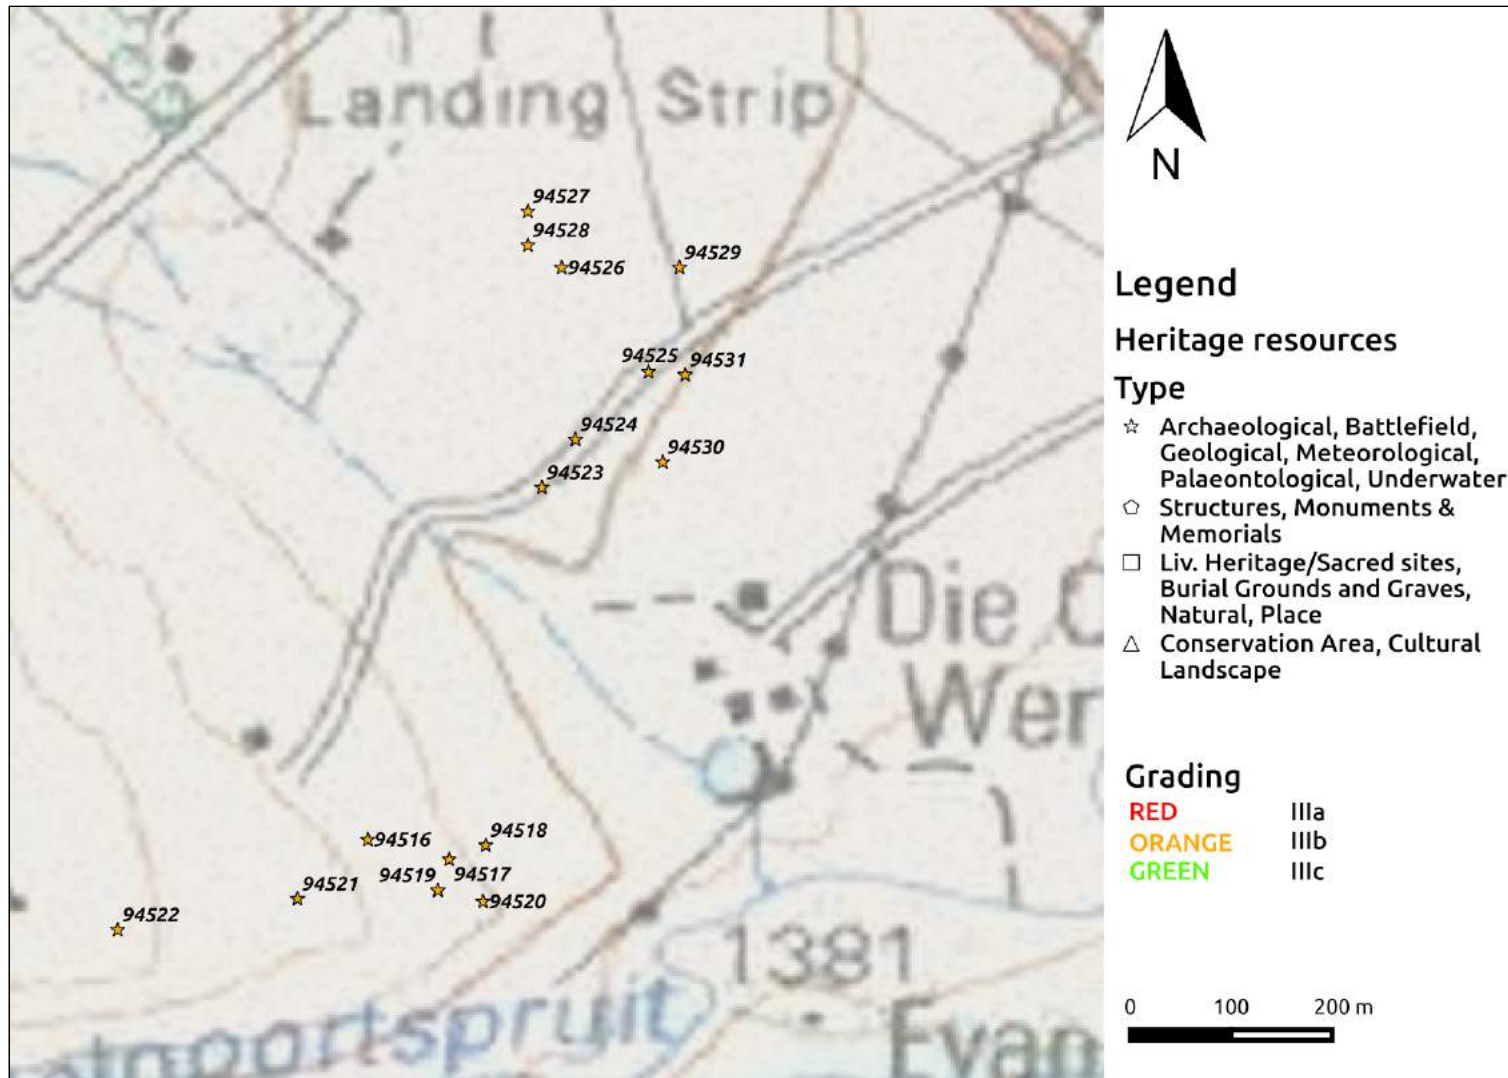 Landing Strip
94527
94528
94526
94529
94525
94531
94524
94530
94523
Die
94516
94518
94519
94517
94521
94520
94522
1381
N
Legend
Heritage resources
Type
Archaeological, Battlefield,
Geological, Meteorological,
Palaeontological, Underwater
Structures, Monuments &
Memorials
Liv. Heritage/Sacred sites,
Burial Grounds and Graves,
Natural, Place
Conservation Area, Cultural
Landscape
Grading
RED IIIa
ORANGE IIIb
GREEN IIIc
0 100 200 m